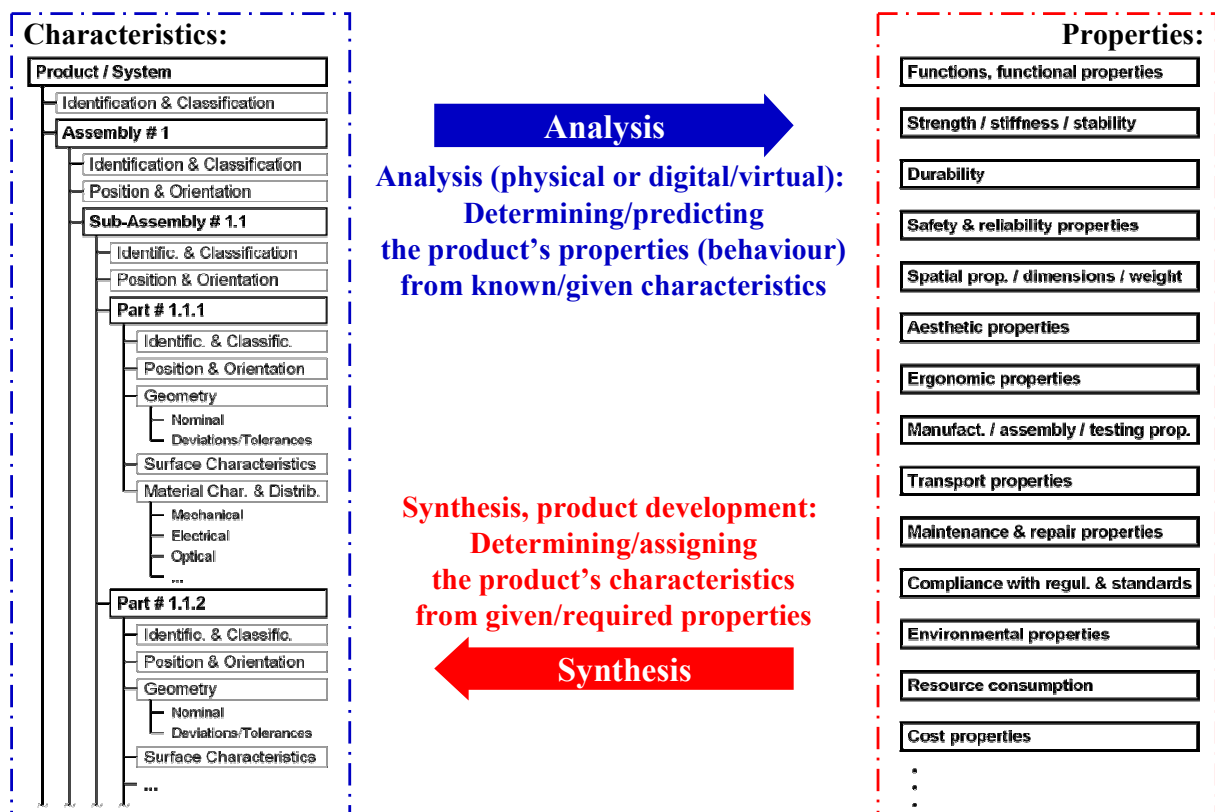 Characteristics:
Product / System
Identification & Classification
Assembly # 1
Identification & Classification
Position & Orientation
Sub-Assembly # 1.1
Identific. & Classification
Position & Orientation
Part # 1.1.1
Identific. & Classific.
Position & Orientation
Geometry
Nominal
Deviations/Tolerances
Surface Characteristics
Material Char. & Distrib.
Mechanical
Electrical
Optical
...
Part # 1.1.2
Identific. & Classific.
Position & Orientation
Geometry
Nominal
Deviations/Tolerances
Surface Characteristics
...
Analysis
Analysis (physical or digital/virtual):
Determining/predicting
the product's properties (behaviour)
from known/given characteristics
Synthesis, product development:
Determining/assigning
the product's characteristics
from given/required properties
Synthesis
Properties:
Functions, functional properties
Strength / stiffness / stability
Durability
Safety & reliability properties
Spatial prop. / dimensions / weight
Aesthetic properties
Ergonomic properties
Manufact. / assembly / testing prop.
Transport properties
Maintenance & repair properties
Compliance with regul. & standards
Environmental properties
Resource consumption
Cost properties